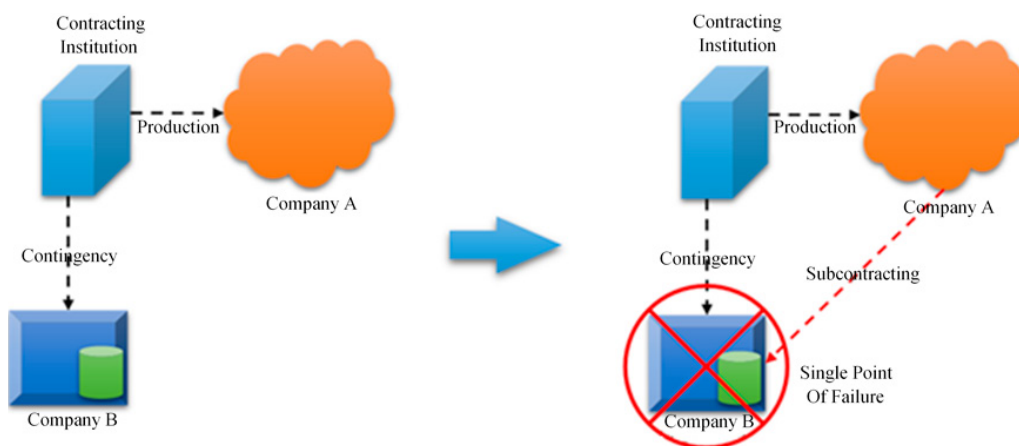 Contracting
Institution
Production
Company A
Contingency
Company B
Contracting
Institution
Production
Company A
Contingency
Subcontracting
Single Point
Of Failure
Company B